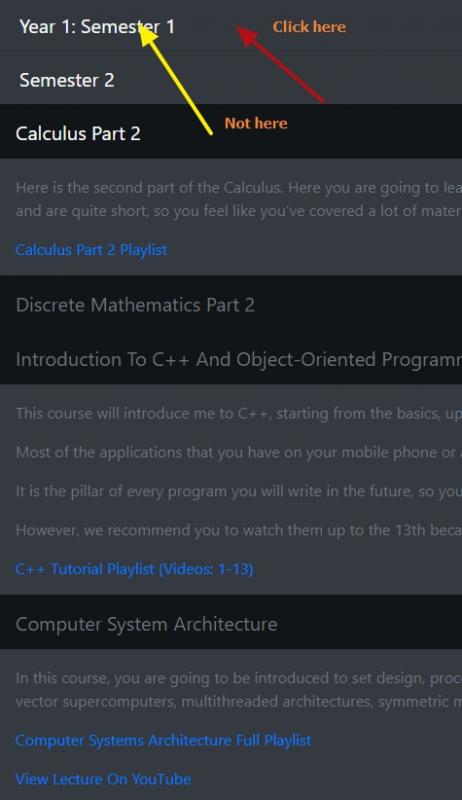 Year 1: Semester 1
Click here
Semester 2
Not here
Calculus Part 2
Here is the second part of the Calculus. Here you are going to
and are quite short, so you feel like you've covered a lot of
Calculus Part 2 Playlist
Discrete Mathematics Part 2
Introduction To C++ And Object-Oriented
This course will introduce me to C++, starting from the basics, up
Most of the applications that you have on your mobile phone or
It is the pillar of every program you will write in the future, so
However, we recommend you to watch them up to the 13th
C++ Tutorial Playlist (Videos: 1-13)
Computer System Architecture
In this course, you are going to be introduced to set design,
vector supercomputers, multithreaded architectures, symmetric
Computer Systems Architecture Full Playlist
View Lecture On YouTube